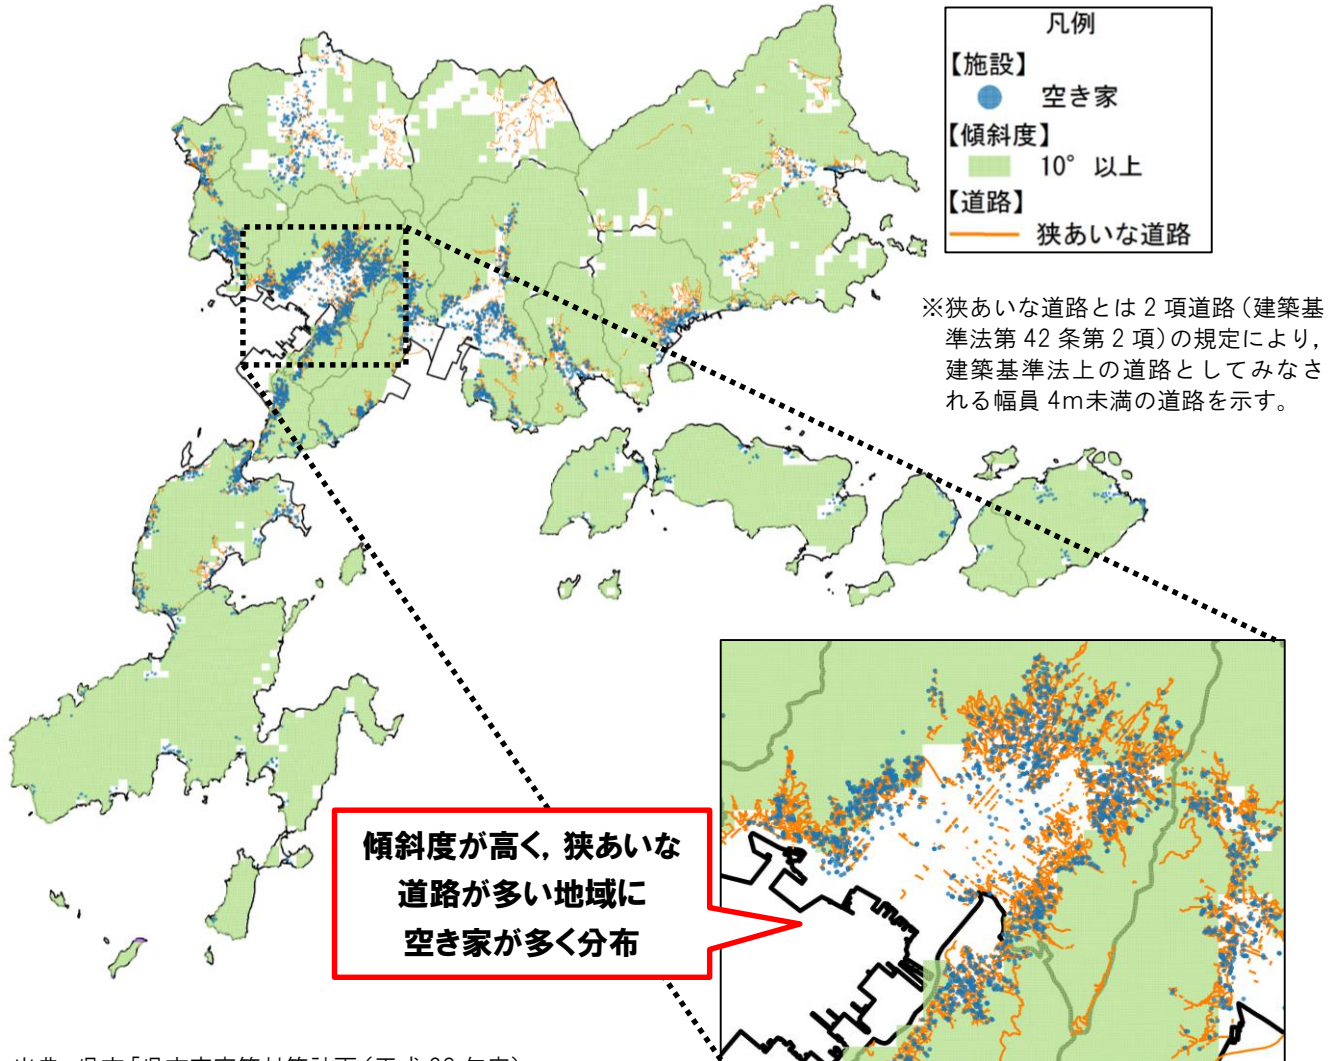 凡例
【施設】
空き家
【傾斜度】
10° 以上
【道路】
狭あいな道路
※狭あいな道路とは2項道路(建築基
準法第42条第2項)の規定により,
建築基準法上の道路としてみなさ
れる幅員4m未満の道路を示す。
傾斜度が高く,狭あいな
道路が多い地域に
空き家が多く分布